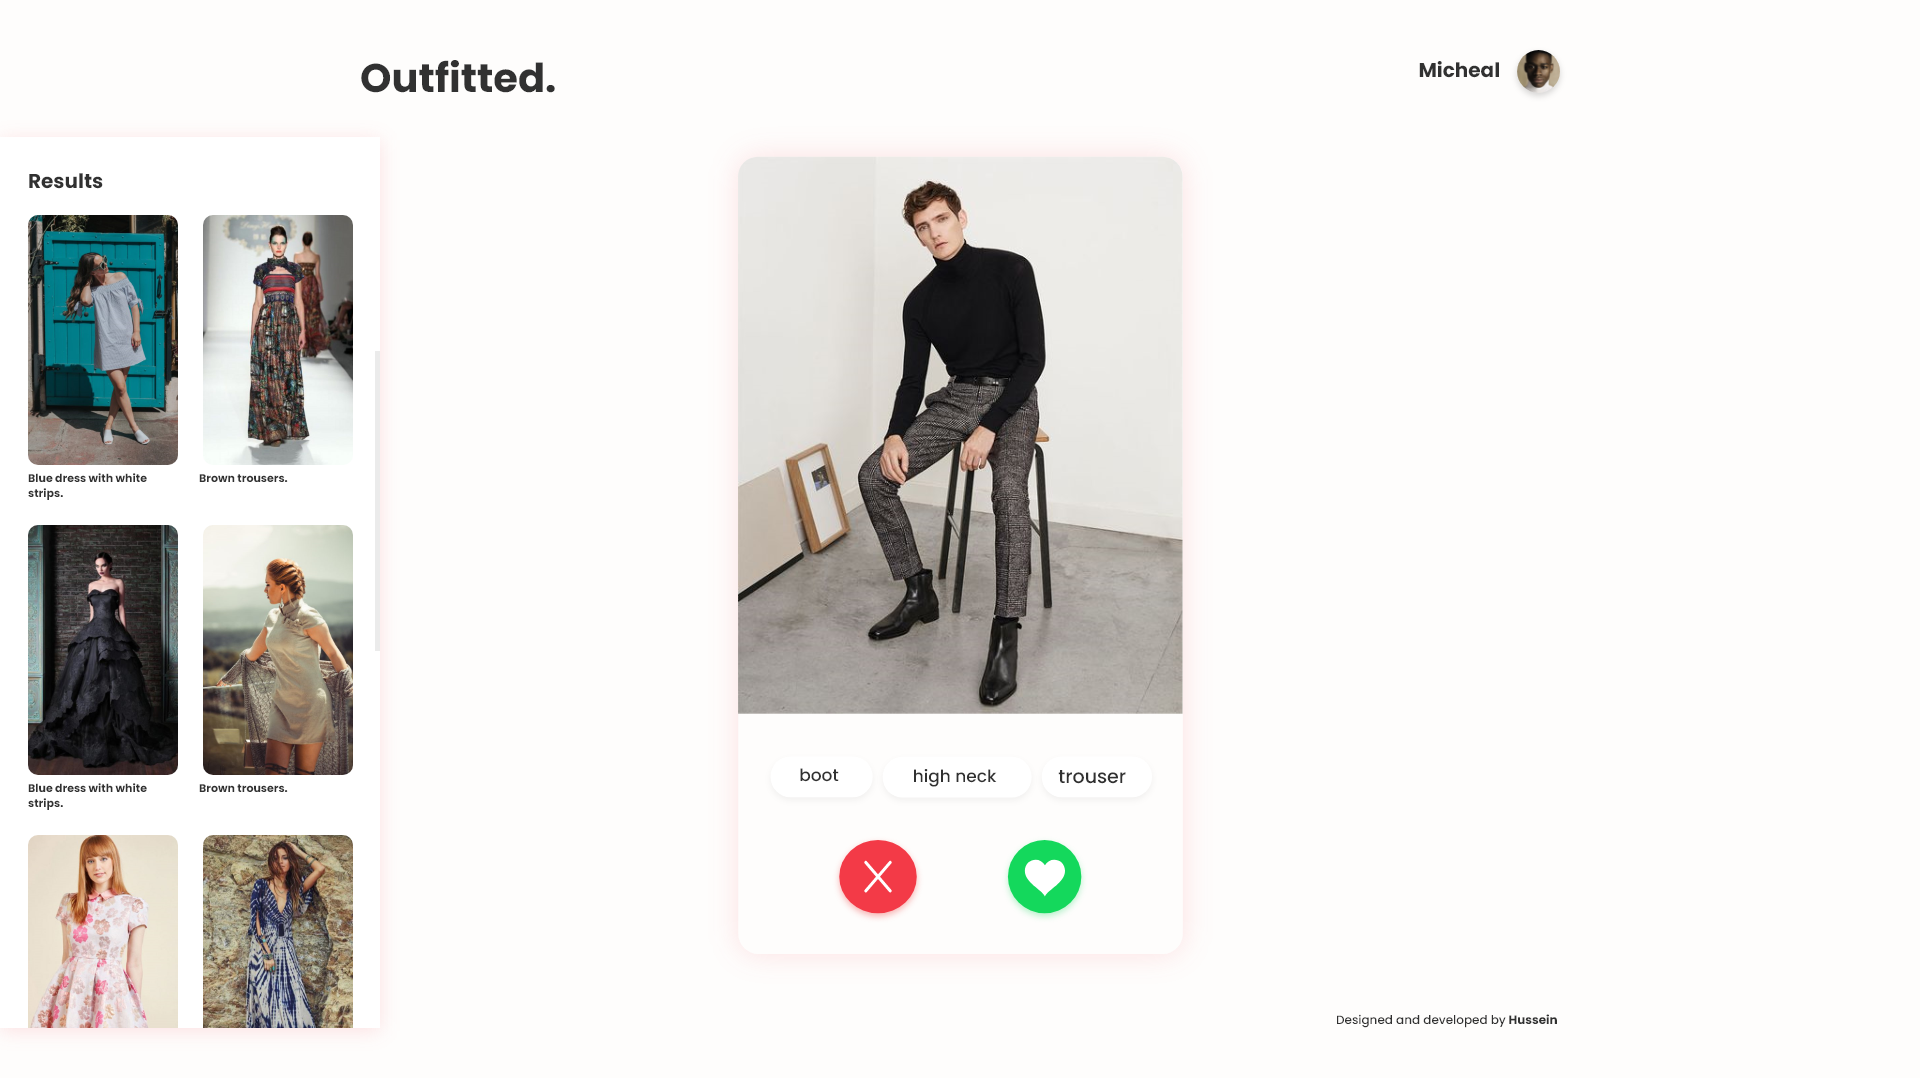 Outfitted.
Micheal
Results
Blue dress with white
strips.
Brown trousers.
Blue dress with white
strips.
Brown trousers.
boot
high neck
trouser
Designed and developed by Hussein